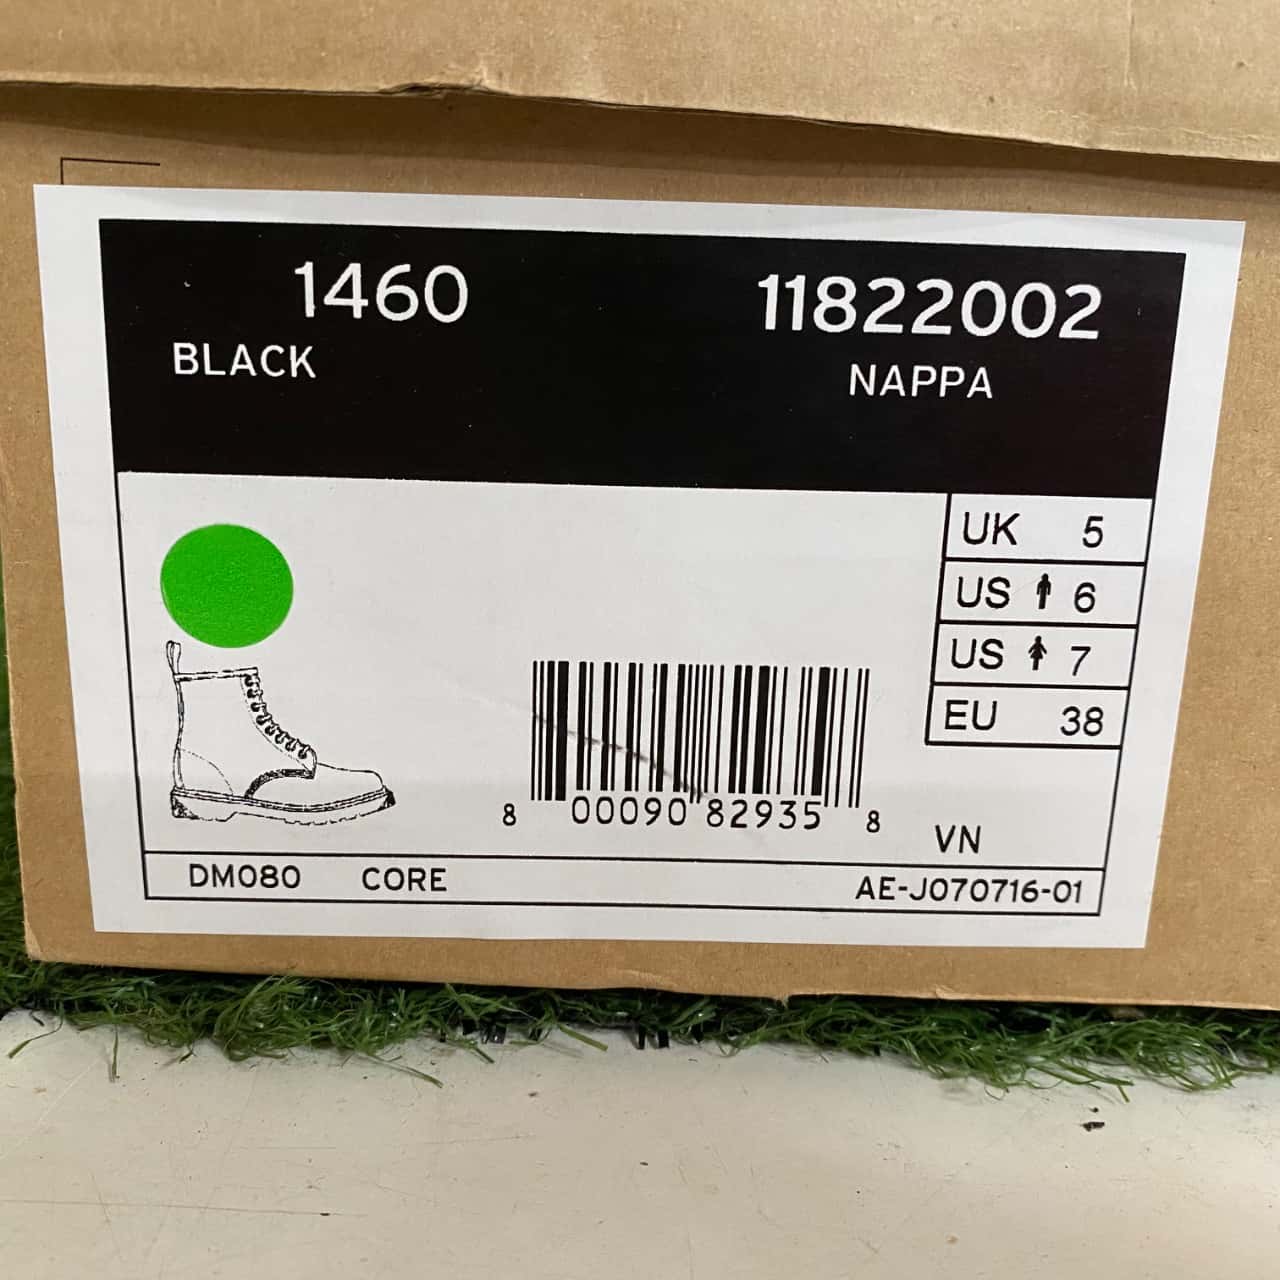 1460 11822002
BLACK NAPPA
UK 5
US 6
US 7
EU 38
8 00090 82935 8
VN
DM080 CORE AE-J070716-01